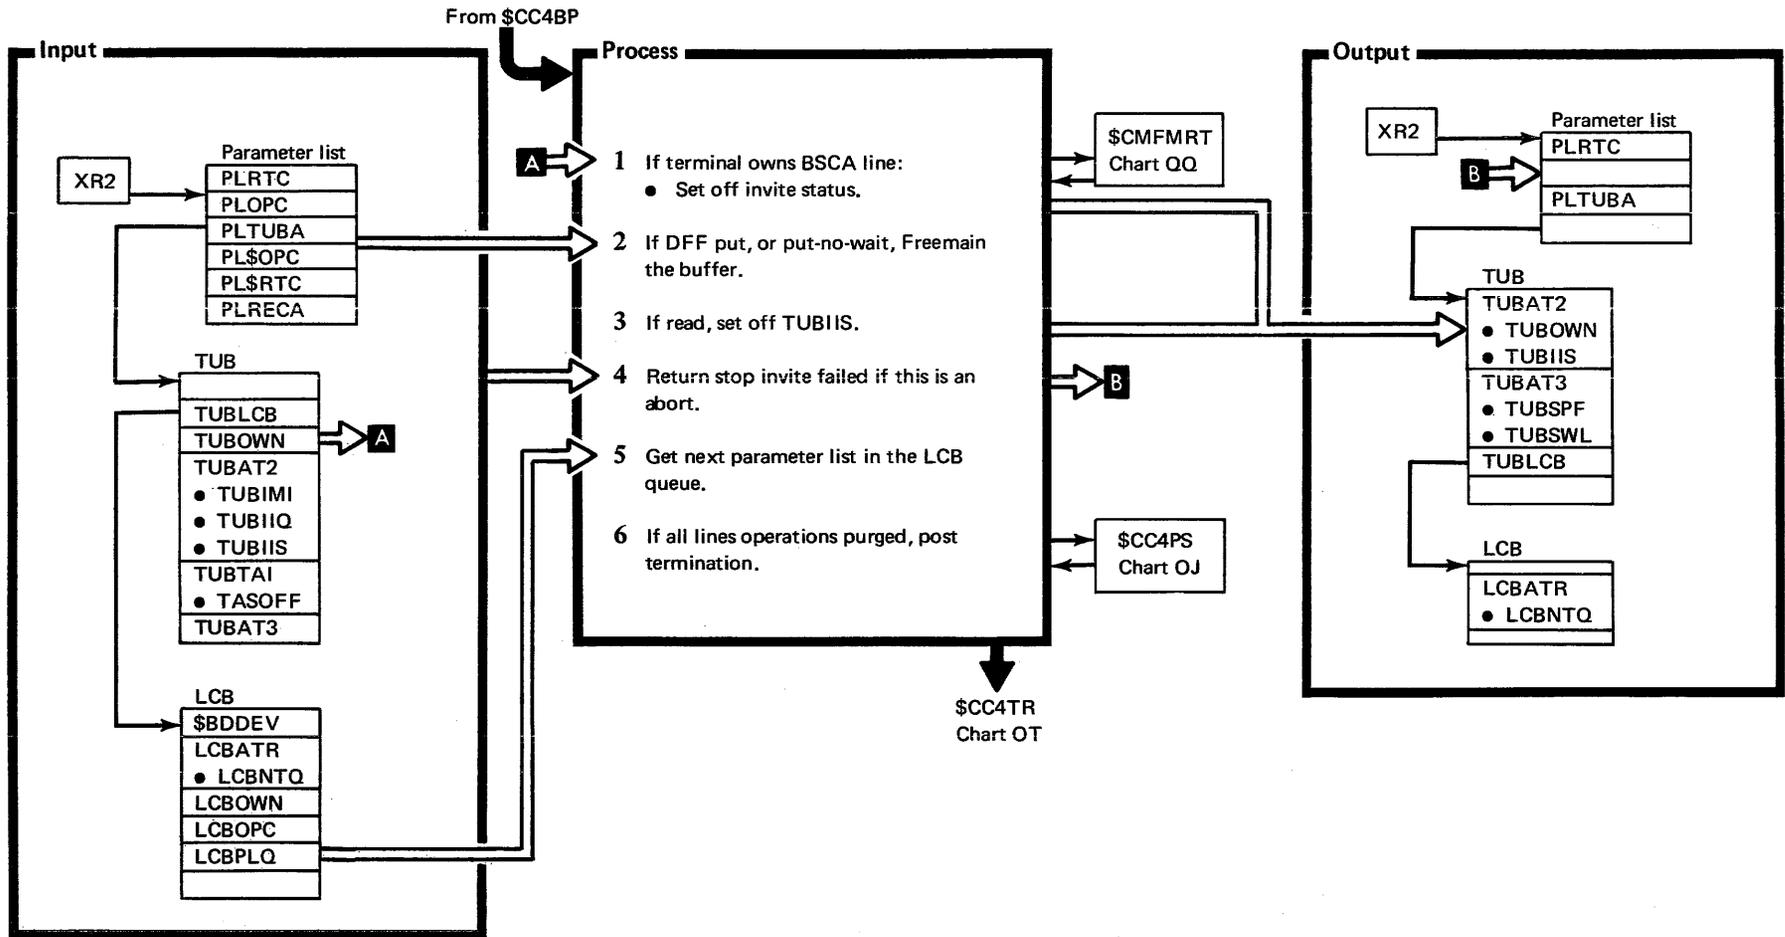 From $CC4BP
Input
XR2
Parameter list
PLRTC
PLOPC
PLTUBA
PL$OPC
PL$RTC
PLRECA
TUB
TUBLCB
TUBOWN
A
TUBAT2
● TUBIMI
● TUBIIQ
● TUBIIS
TUBTAI
● TASOFF
TUBAT3
LCB
$BDDEV
LCBATR
● LCBNTQ
LCBOWN
LCBOPC
LCBPLQ
Process
A
1 If terminal owns BSCA line:
● Set off invite status.
2 If DFF put, or put-no-wait, Freemain
the buffer.
3 If read, set off TUBIIS.
4 Return stop invite failed if this is an
abort.
5 Get next parameter list in the LCB
queue.
6 If all lines operations purged, post
termination.
$CMFMRT
Chart QQ
B
$CC4PS
Chart OJ
$CC4TR
Chart OT
Output
XR2
Parameter list
PLRTC
B
PLTUBA
TUB
TUBAT2
● TUBOWN
● TUBIIS
TUBAT3
● TUBSPF
● TUBSWL
TUBLCB
LCB
LCBATR
● LCBNTQ